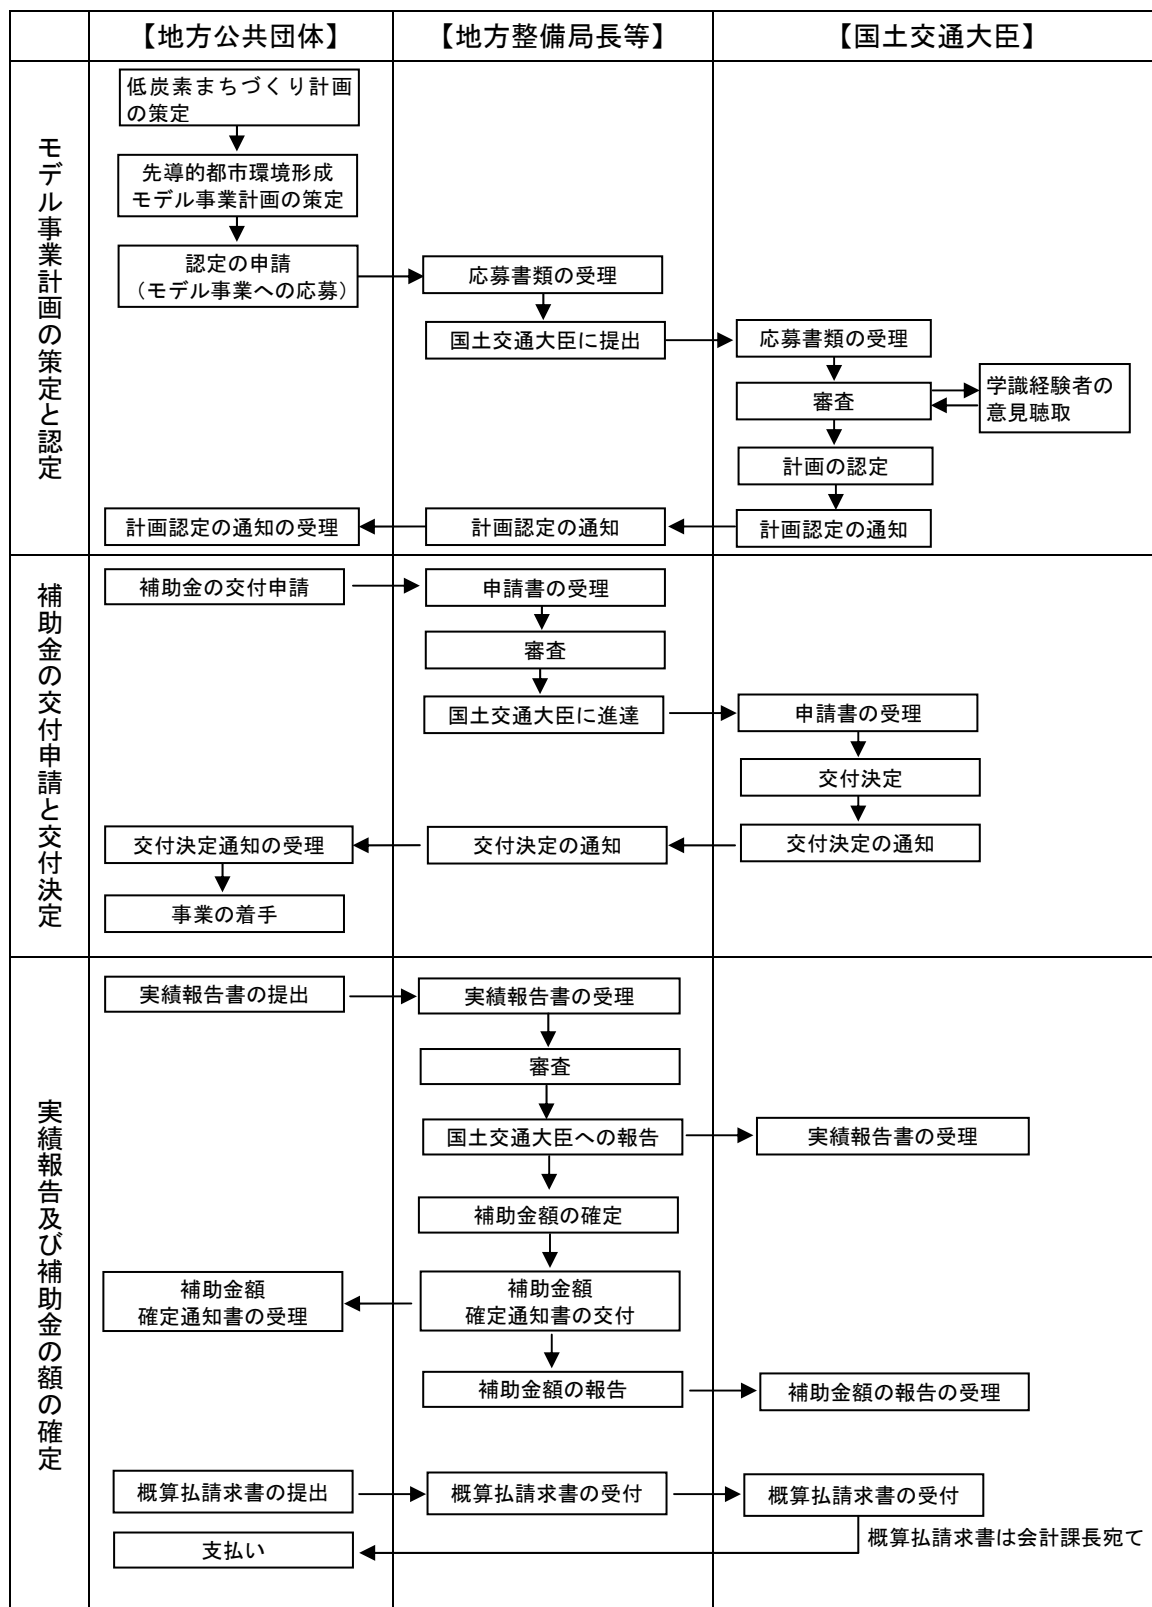 【地方公共団体】
【地方整備局長等】
【国土交通大臣】
モデル事業計画の策定と認定
低炭素まちづくり計画
の策定
先導的都市環境形成
モデル事業計画の策定
認定の申請
（モデル事業への応募）
応募書類の受理
国土交通大臣に提出
応募書類の受理
審査
学識経験者の
意見聴取
計画の認定
計画認定の通知
計画認定の通知
計画認定の通知の受理
補助金の交付申請と交付決定
補助金の交付申請
申請書の受理
審査
国土交通大臣に進達
申請書の受理
交付決定
交付決定の通知
交付決定の通知
交付決定通知の受理
事業の着手
実績報告及び補助金の額の確定
実績報告書の提出
実績報告書の受理
審査
国土交通大臣への報告
実績報告書の受理
補助金額の確定
補助金額
確定通知書の交付
補助金額
確定通知書の受理
補助金額の報告
補助金額の報告の受理
概算払請求書の提出
概算払請求書の受付
概算払請求書の受付
概算払請求書は会計課長宛て
支払い